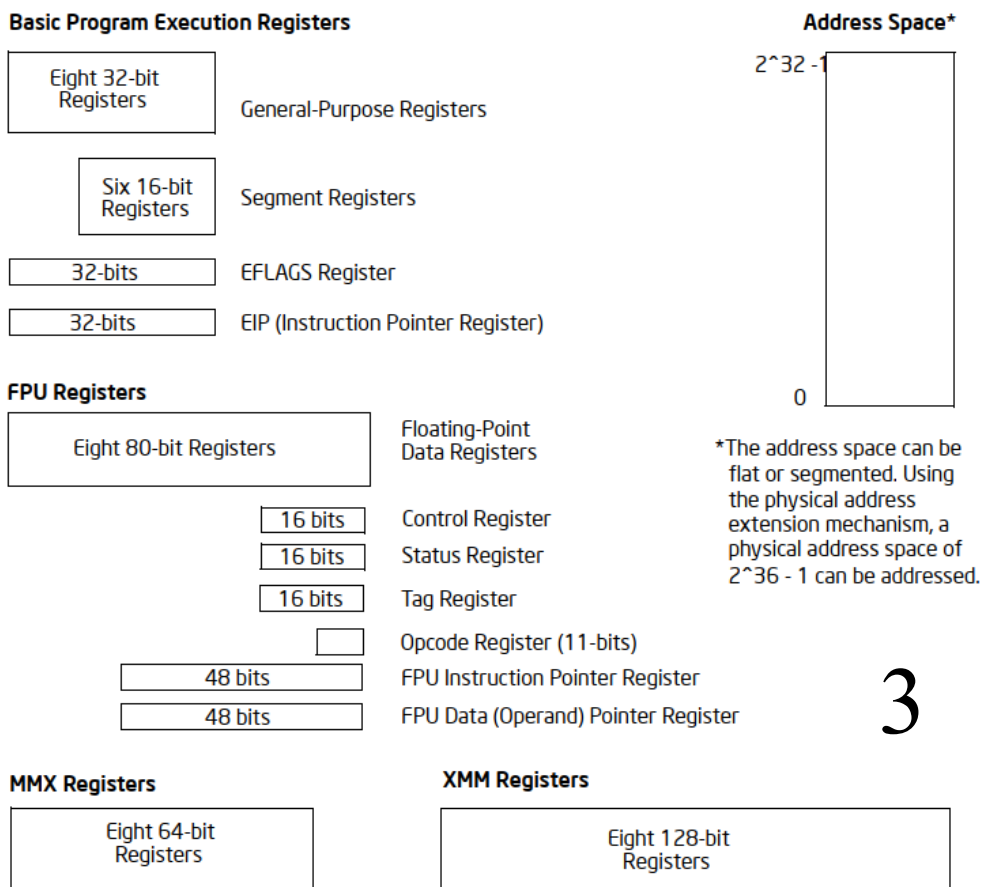 Basic Program Execution Registers
Address Space*
Eight 32-bit
Registers
General-Purpose Registers
2^32 -1
Six 16-bit
Registers
Segment Registers
32-bits
EFLAGS Register
32-bits
EIP (Instruction Pointer Register)
0
FPU Registers
Eight 80-bit Registers
Floating-Point
Data Registers
*The address space can be
flat or segmented. Using
the physical address
extension mechanism, a
physical address space of
2^36 - 1 can be addressed.
16 bits
Control Register
16 bits
Status Register
16 bits
Tag Register
Opcode Register (11-bits)
48 bits
FPU Instruction Pointer Register
48 bits
FPU Data (Operand) Pointer Register
3
MMX Registers
Eight 64-bit
Registers
XMM Registers
Eight 128-bit
Registers